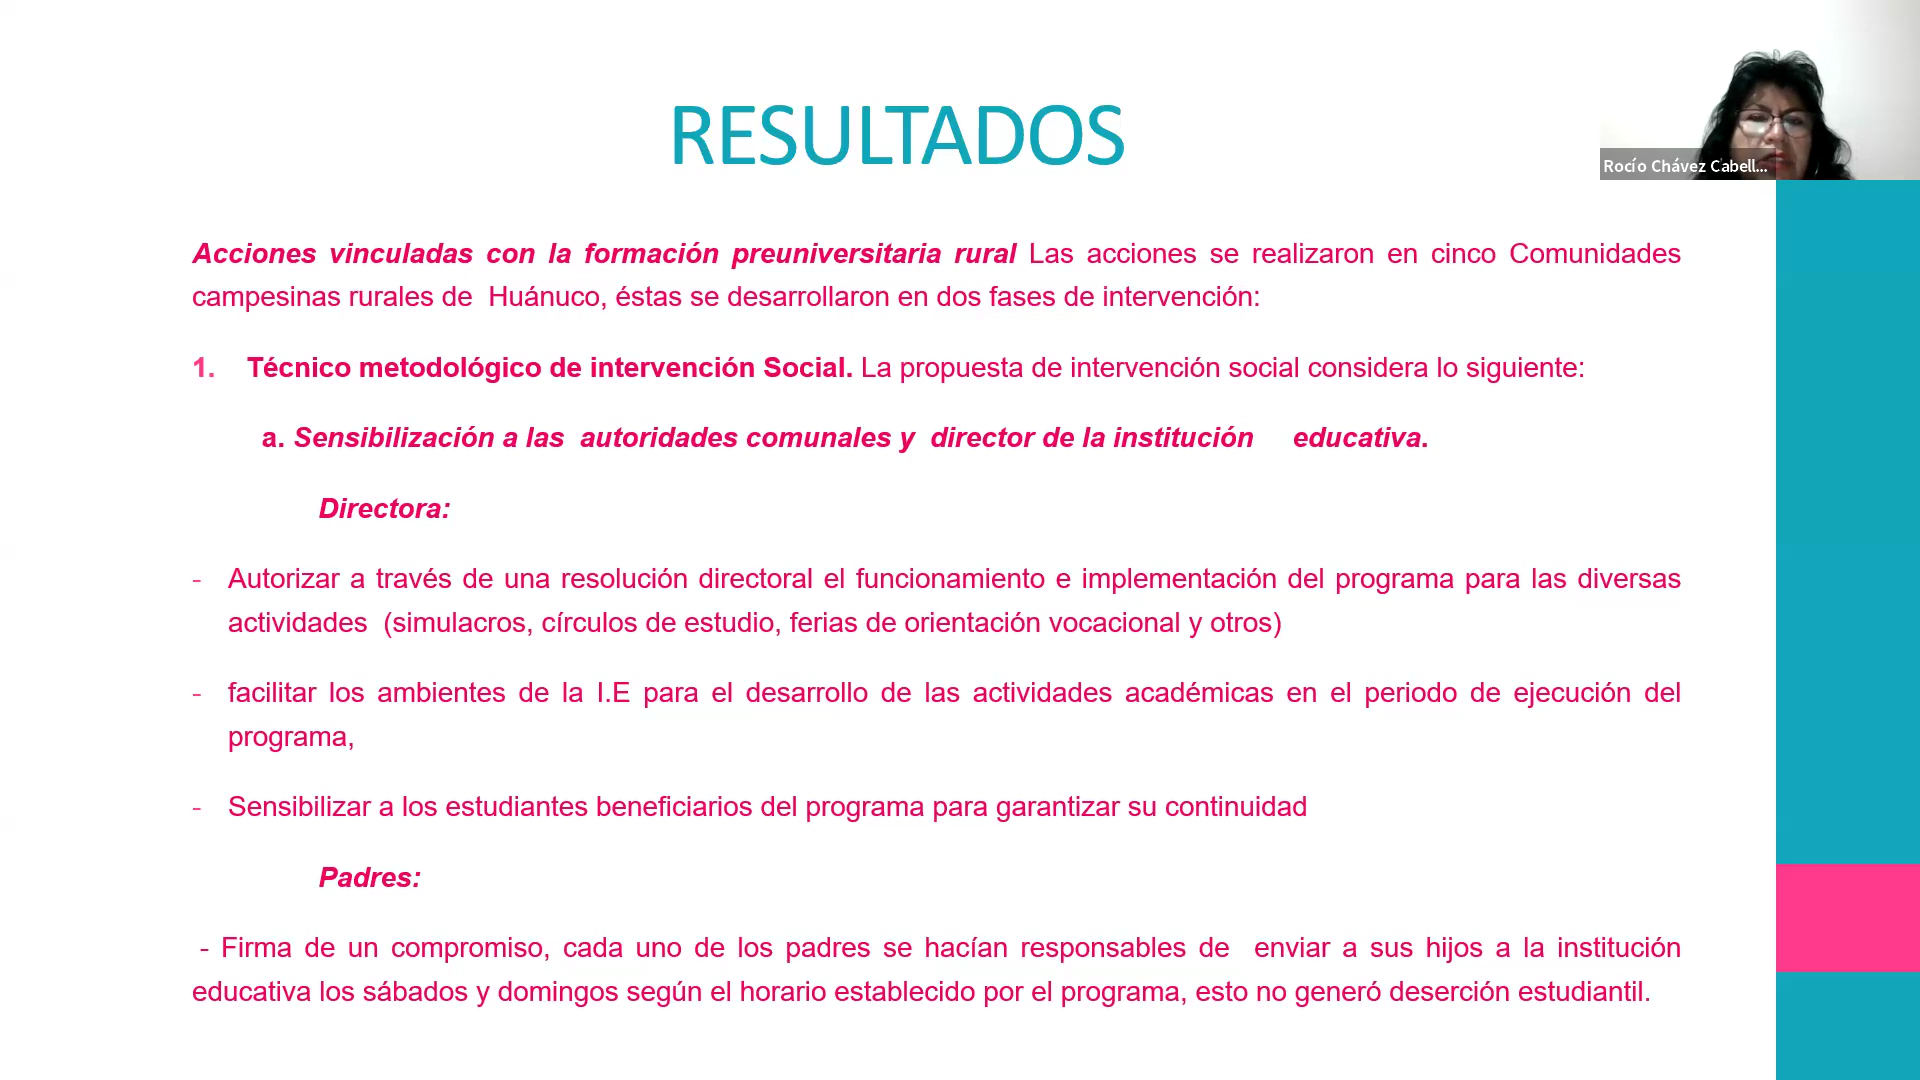 RESULTADOS
Rocío Chávez Cabell...
Acciones vinculadas con la formación preuniversitaria rural Las acciones se realizaron en cinco Comunidades
campesinas rurales de Huánuco, éstas se desarrollaron en dos fases de intervención:
1. Técnico metodológico de intervención Social. La propuesta de intervención social considera lo siguiente:
a. Sensibilización a las autoridades comunales y director de la institución educativa.
Directora:
- Autorizar a través de una resolución directoral el funcionamiento e implementación del programa para las diversas
actividades (simulacros, círculos de estudio, ferias de orientación vocacional y otros)
- facilitar los ambientes de la I.E para el desarrollo de las actividades académicas en el periodo de ejecución del
programa,
- Sensibilizar a los estudiantes beneficiarios del programa para garantizar su continuidad
Padres:
- Firma de un compromiso, cada uno de los padres se hacían responsables de enviar a sus hijos a la institución
educativa los sábados y domingos según el horario establecido por el programa, esto no generó deserción estudiantil.